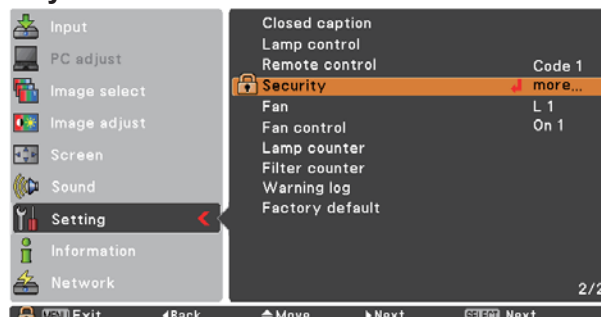 Input
PC adjust
Image select
Image adjust
Screen
Sound
Setting
Information
Network
Closed caption
Lamp control
Remote control Code 1
Security more...
Fan L 1
Fan control On 1
Lamp counter
Filter counter
Warning log
Factory default
2/2
MENU Exit Back Move Next SELECT Next